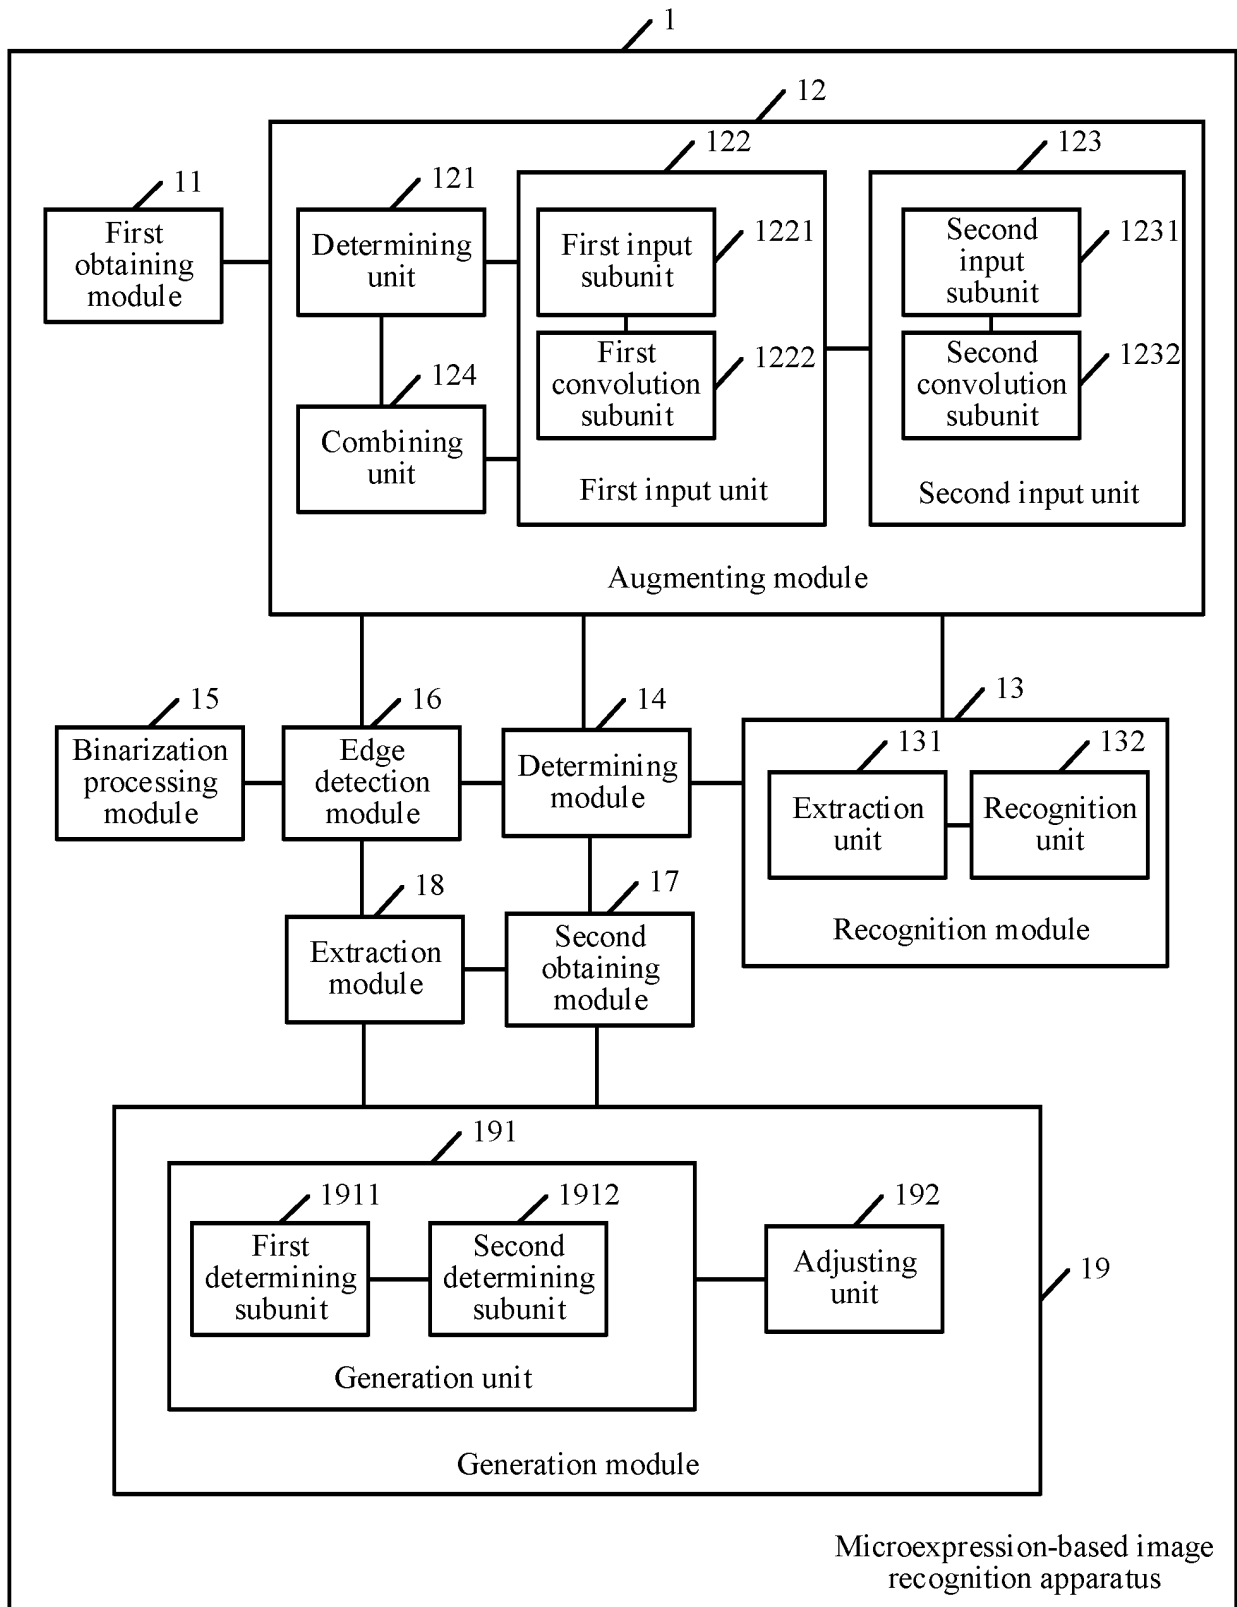 1
12
122
123
11
121
First
obtaining
module
Determining
unit
First input
subunit
1221
Second
input
subunit
1231
124
First
convolution
subunit
1222
Second
convolution
subunit
1232
Combining
unit
First input unit
Second input unit
Augmenting module
15
16
14
13
Binarization
processing
module
Edge
detection
module
Determining
module
131
132
Extraction
unit
Recognition
unit
18
17
Extraction
module
Second
obtaining
module
Recognition module
191
1911
1912
192
First
determining
subunit
Second
determining
subunit
Adjusting
unit
19
Generation unit
Generation module
Microexpression-based image
recognition apparatus